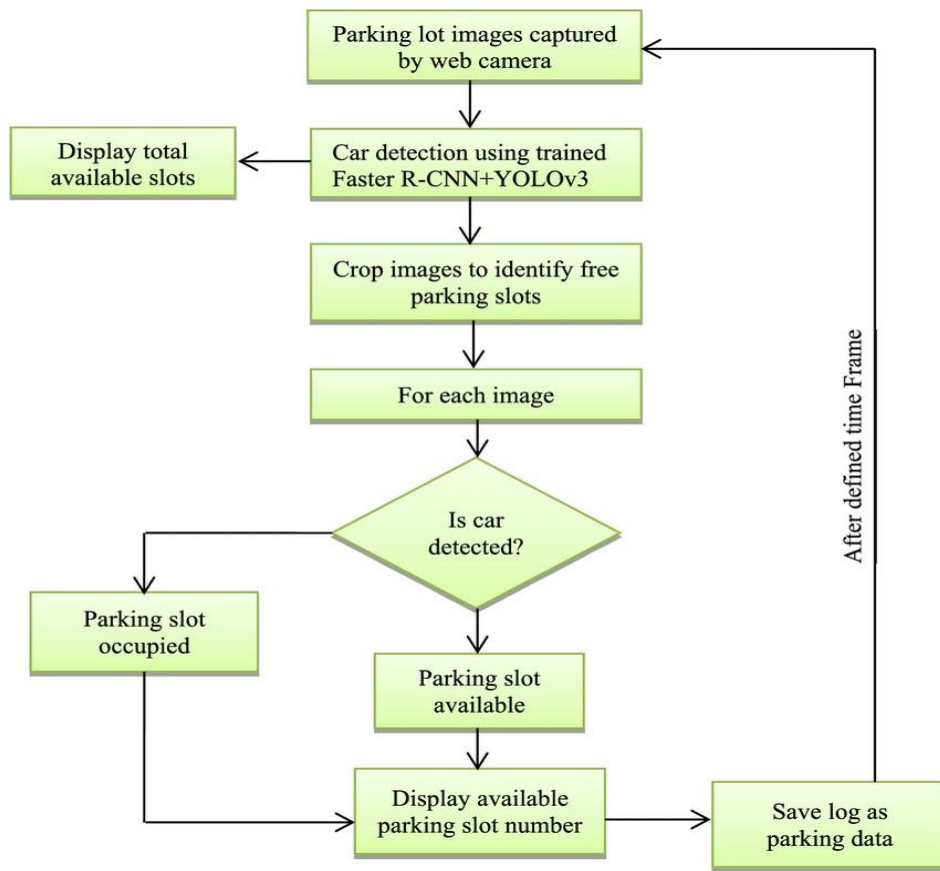 Parking lot images captured
by web camera
Display total
available slots
Car detection using trained
Faster R-CNN+YOLOv3
Crop images to identify free
parking slots
For each image
Is car
detected?
After defined time Frame
Parking slot
occupied
Parking slot
available
Display available
parking slot number
Save log as
parking data